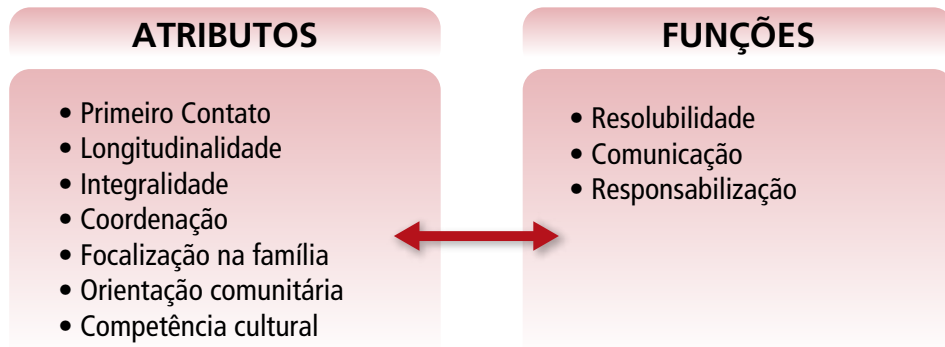 ATRIBUTOS
• Primeiro Contato
• Longitudinalidade
• Integralidade
• Coordenação
• Focalização na família
• Orientação comunitária
• Competência cultural
FUNÇÕES
• Resolubilidade
• Comunicação
• Responsabilização